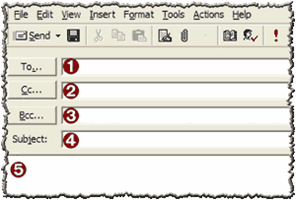 File Edit View Insert Format Tools Actions Help
Send
To... 1
Cc... 2
Bcc... 3
Subject: 4
5